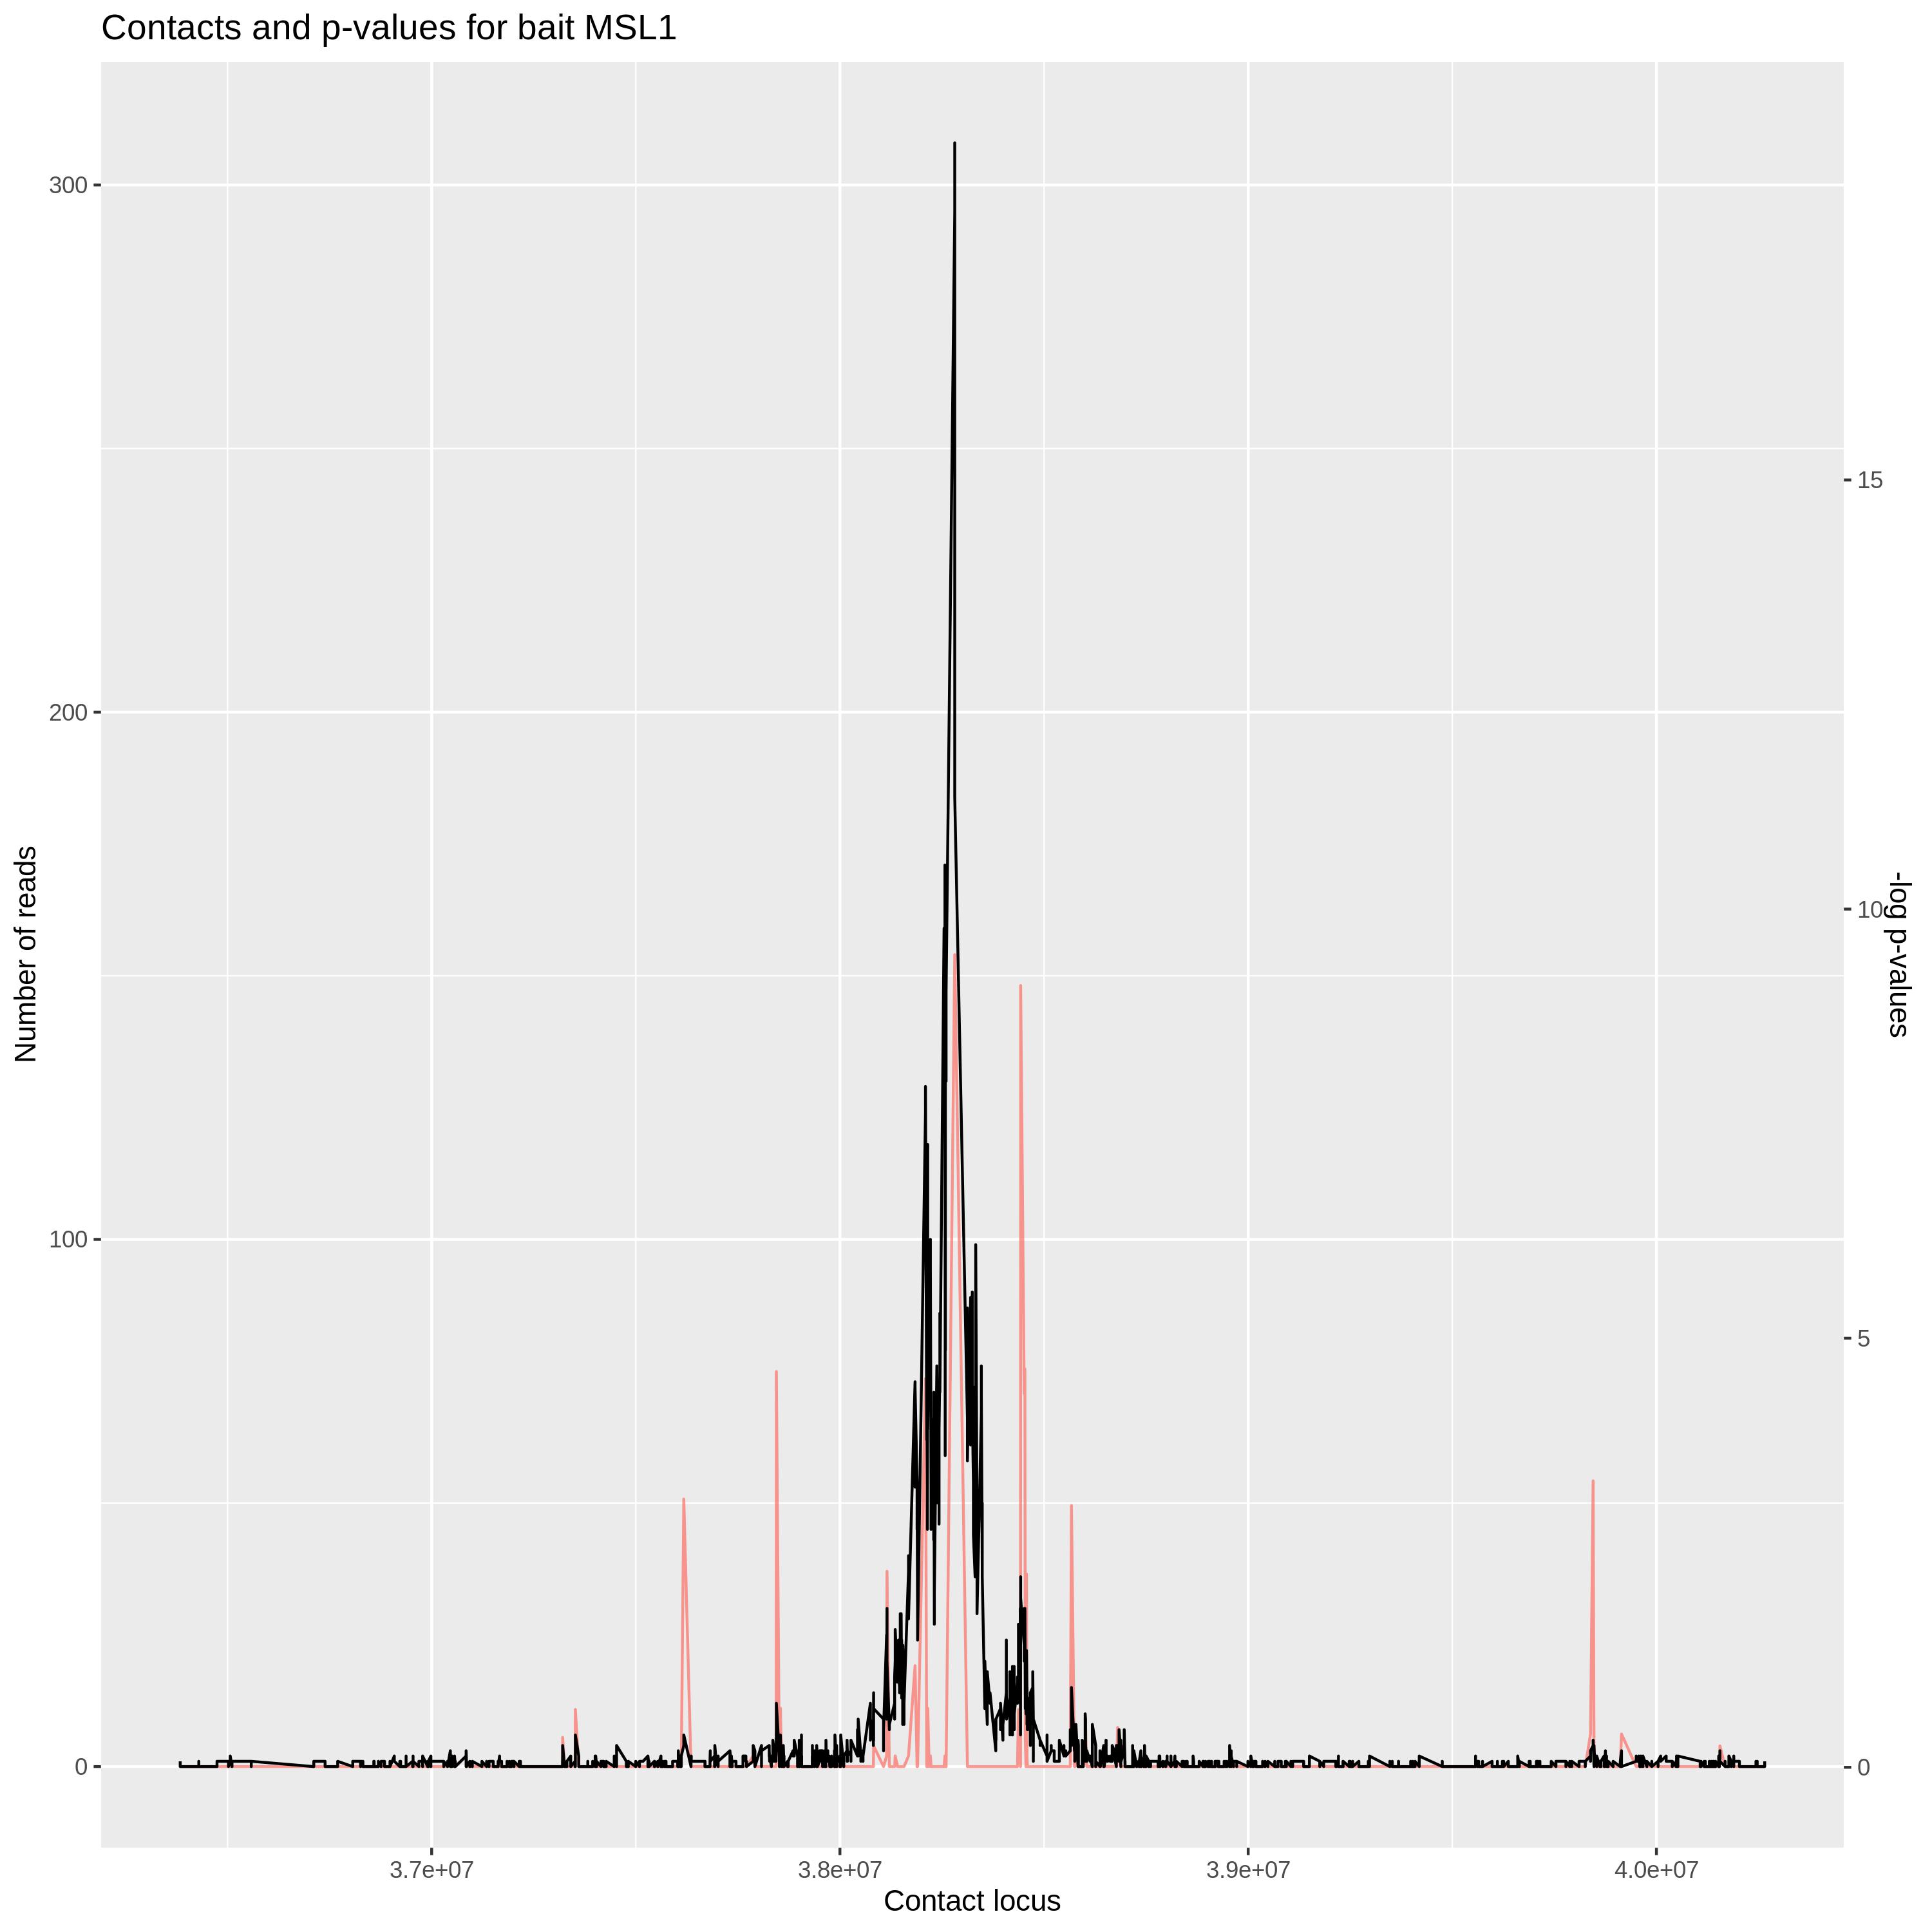 Contacts and p-values for bait MSL1
Number of reads
300
200
100
0
15
10
5
0
-log p-values
3.7e+07
3.8e+07
3.9e+07
4.0e+07
Contact locus